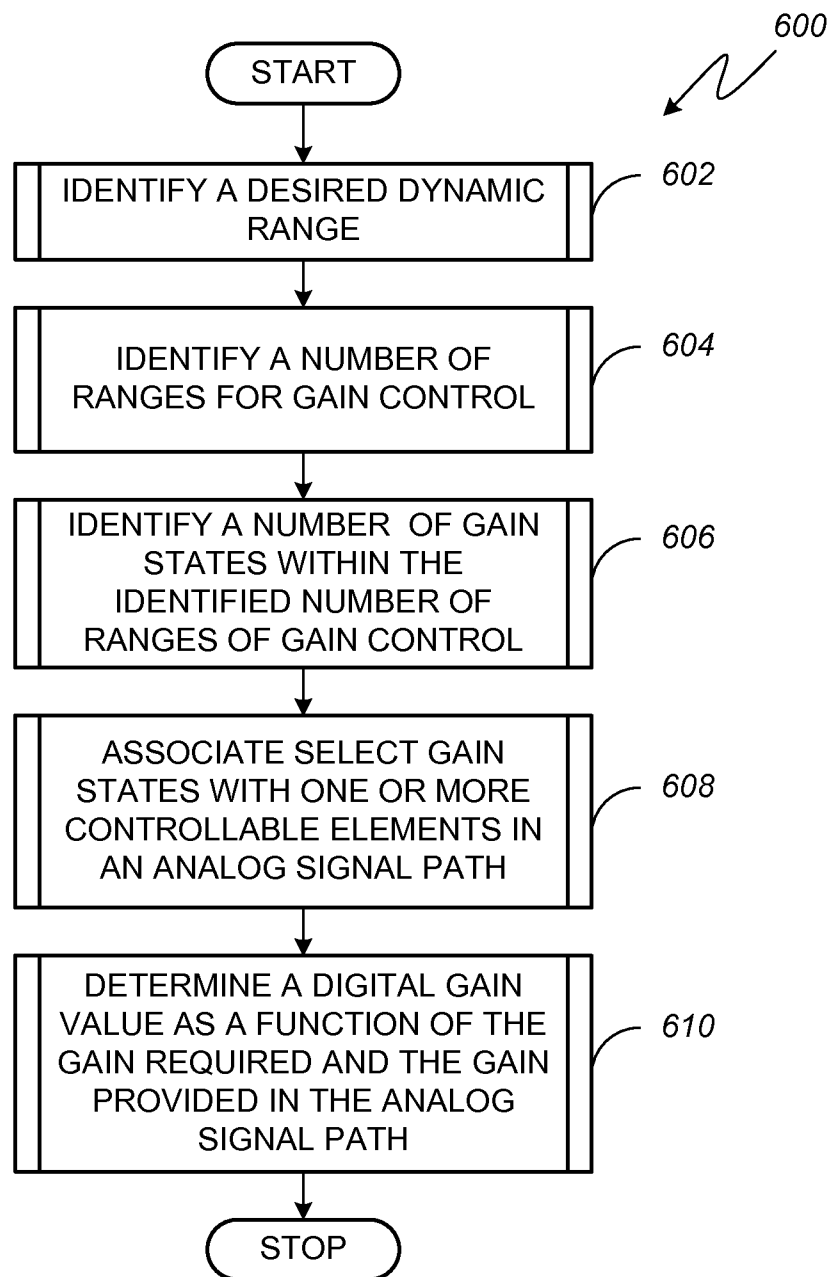 600
START
IDENTIFY A DESIRED DYNAMIC
RANGE
602
IDENTIFY A NUMBER OF
RANGES FOR GAIN CONTROL
604
IDENTIFY A NUMBER OF GAIN
STATES WITHIN THE
IDENTIFIED NUMBER OF
RANGES OF GAIN CONTROL
606
ASSOCIATE SELECT GAIN
STATES WITH ONE OR MORE
CONTROLLABLE ELEMENTS IN
AN ANALOG SIGNAL PATH
608
DETERMINE A DIGITAL GAIN
VALUE AS A FUNCTION OF THE
GAIN REQUIRED AND THE GAIN
PROVIDED IN THE ANALOG
SIGNAL PATH
610
STOP